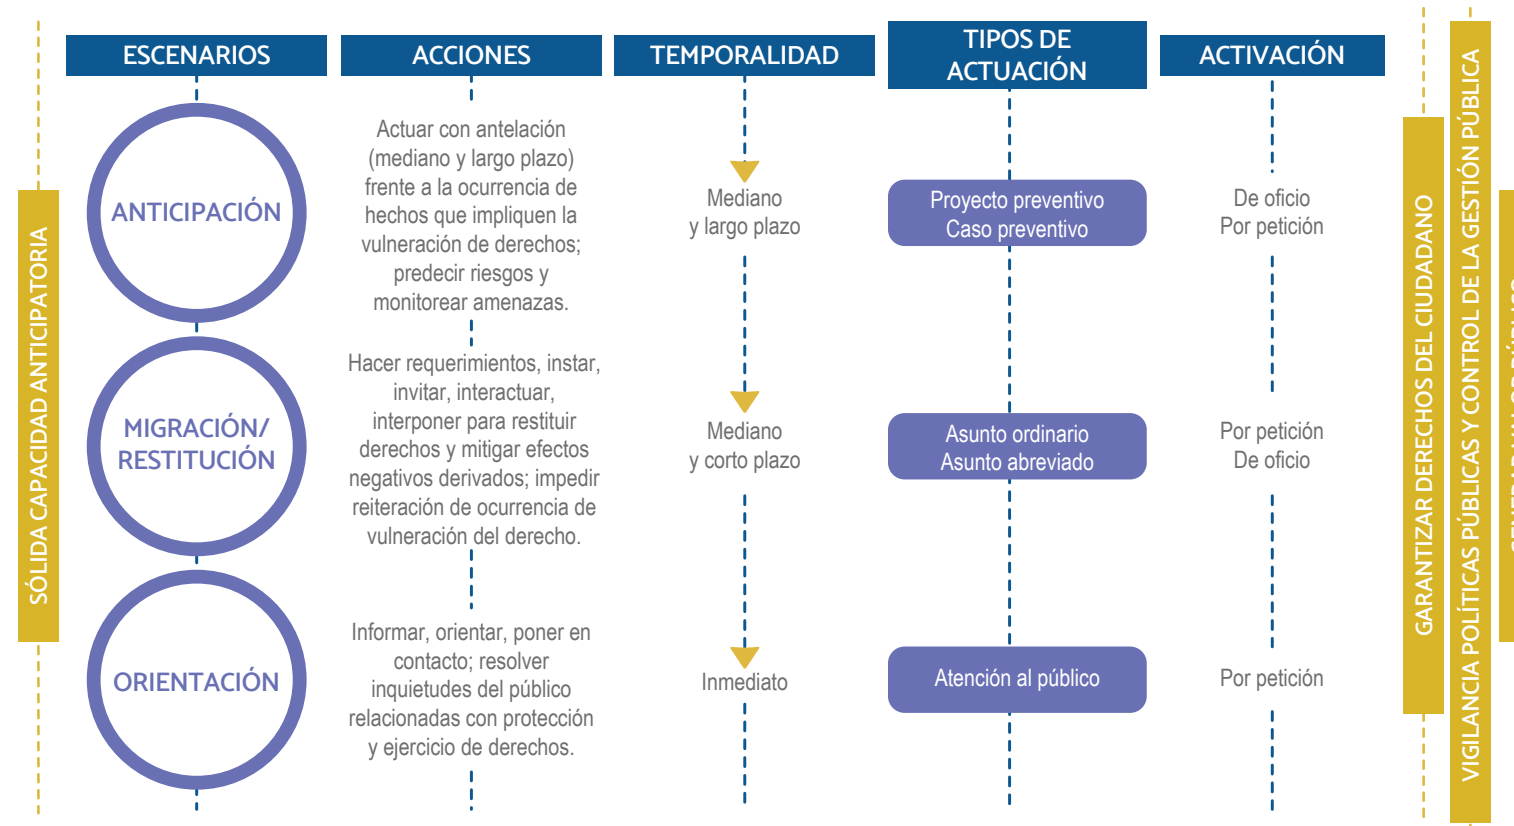 SÓLIDA CAPACIDAD ANTICIPATORIA
ESCENARIOS
ANTICIPACIÓN
MIGRACIÓN/
RESTITUCIÓN
ORIENTACIÓN
ACCIONES
Actuar con antelación
(mediano y largo plazo)
frente a la ocurrencia de
hechos que impliquen la
vulneración de derechos;
predecir riesgos y
monitorear amenazas.
Hacer requerimientos, instar,
invitar, interactuar,
interponer para restituir
derechos y mitigar efectos
negativos derivados; impedir
reiteración de ocurrencia de
vulneración del derecho.
Informar, orientar, poner en
contacto; resolver
inquietudes del público
relacionadas con protección
y ejercicio de derechos.
TEMPORALIDAD
Mediano
y largo plazo
Mediano
y corto plazo
Inmediato
TIPOS DE
ACTUACIÓN
Proyecto preventivo
Caso preventivo
Asunto ordinario
Asunto abreviado
Atención al público
ACTIVACIÓN
De oficio
Por petición
Por petición
De oficio
Por petición
GARANTIZAR DERECHOS DEL CIUDADANO
VIGILANCIA POLÍTICAS PÚBLICAS Y CONTROL DE LA GESTIÓN PÚBLICA